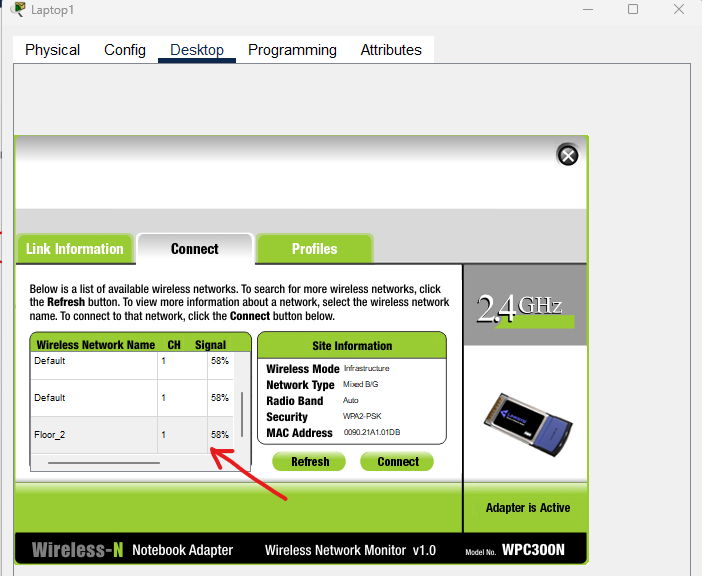 Laptop1
Physical Config Desktop Programming Attributes
Link Information Connect Profiles
Below is a list of available wireless networks. To search for more wireless networks, click
the Refresh button. To view more information about a network, select the wireless network
name. To connect to that network, click the Connect button below.
2.4GHz
Wireless Network Name CH Signal
Default 1 58%
Default 1 58%
Floor_2 1 58%
Site Information
Wireless Mode Infrastructure
Network Type Mixed B/G
Radio Band Auto
Security WPA2-PSK
MAC Address 0090.21A1.01DB
Refresh Connect
Adapter is Active
Wireless-N Notebook Adapter Wireless Network Monitor v1.0 Model No. WPC300N